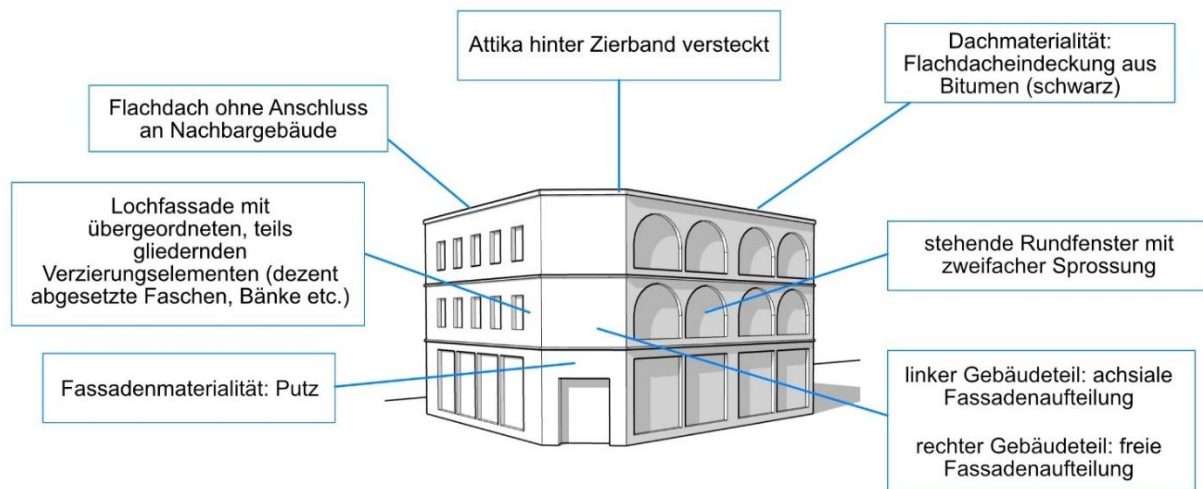 Attika hinter Zierband versteckt
Dachmaterialität:
Flachdacheindeckung aus
Bitumen (schwarz)
Flachdach ohne Anschluss
an Nachbargebäude
Lochfassade mit
übergeordneten, teils
gliedernden
Verzierungselementen (dezent
abgesetzte Faschen, Bänke etc.)
stehende Rundfenster mit
zweifacher Sprossung
Fassadenmaterialität: Putz
linker Gebäudeteil: achsiale
Fassadenaufteilung
rechter Gebäudeteil: freie
Fassadenaufteilung